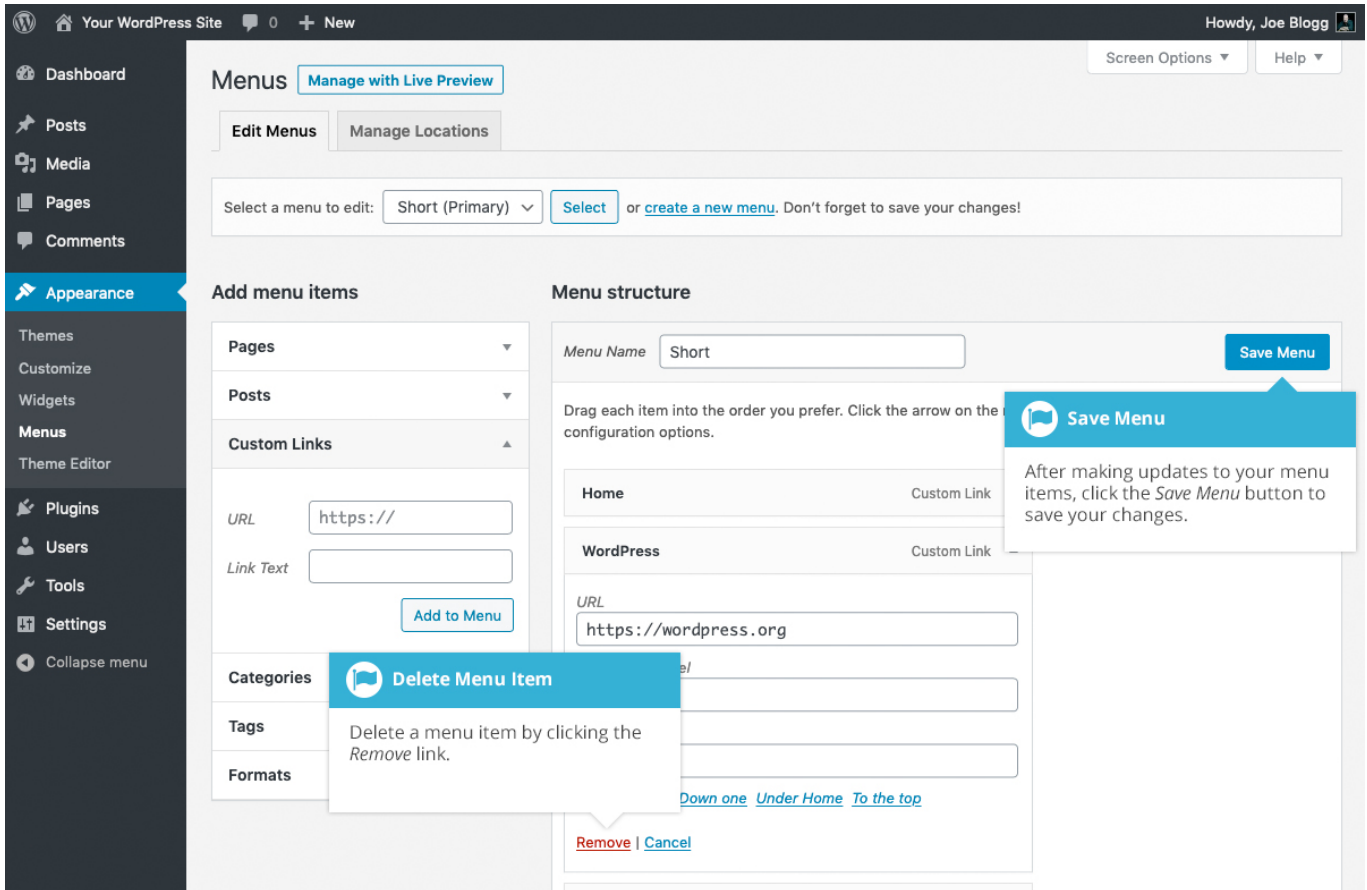 Your WordPress Site 0 + New Howdy, Joe Blogg
Dashboard
Posts
Media
Pages
Comments
Appearance
Themes
Customize
Widgets
Menus
Theme Editor
Plugins
Users
Tools
Settings
Collapse menu
Screen Options ▼ Help ▼
Menus Manage with Live Preview
Edit Menus Manage Locations
Select a menu to edit: Short (Primary) Select or create a new menu. Don't forget to save your changes!
Add menu items
Pages
Posts
Custom Links
URL https://
Link Text
Add to Menu
Categories
Tags
Formats
Menu structure
Menu Name Short Save Menu
Drag each item into the order you prefer. Click the arrow on the
configuration options.
Home Custom Link
WordPress Custom Link
URL
https://wordpress.org
Down one Under Home To the top
Remove | Cancel
Save Menu
After making updates to your menu
items, click the Save Menu button to
save your changes.
Delete Menu Item
Delete a menu item by clicking the
Remove link.